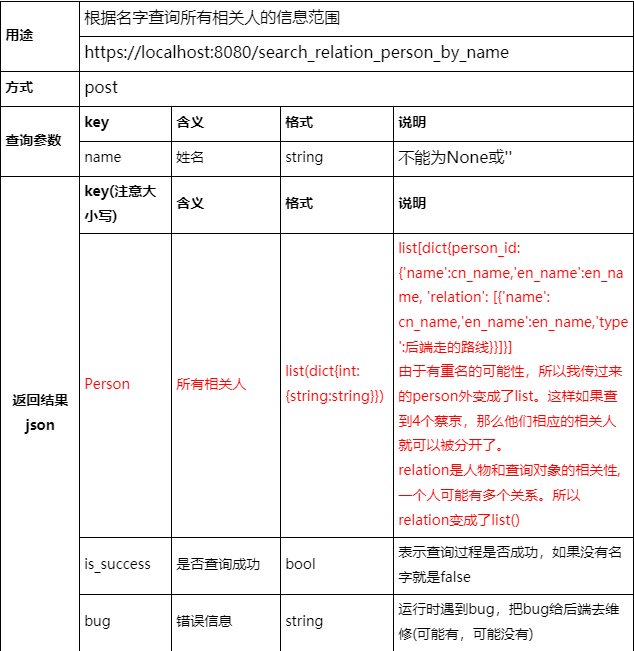 用途
根据名字查询所有相关人的信息范围
https://localhost:8080/search_relation_person_by_name
方式
post
查询参数
key
含义
格式
说明
name
姓名
string
不能为None或''
返回结果
json
key(注意大
小写)
含义
格式
说明
Person
所有相关人
list(dict{int:
{string:string}})
list[dict{person_id:
{'name':cn_name,'en_name':en_na
me, 'relation': [{'name':
cn_name,'en_name':en_name,'type
':后端走的路线}}]}]
由于有重名的可能性，所以我传过来
的person外变成了list。这样如果查
到4个蔡京，那么他们相应的相关人
就可以被分开了。
relation是人物和查询对象的相关性,
一个人可能有多个关系。所以
relation变成了list()
is_success
是否查询成功
bool
表示查询过程是否成功，如果没有名
字就是false
bug
错误信息
string
运行时遇到bug，把bug给后端去维
修(可能有，可能没有)